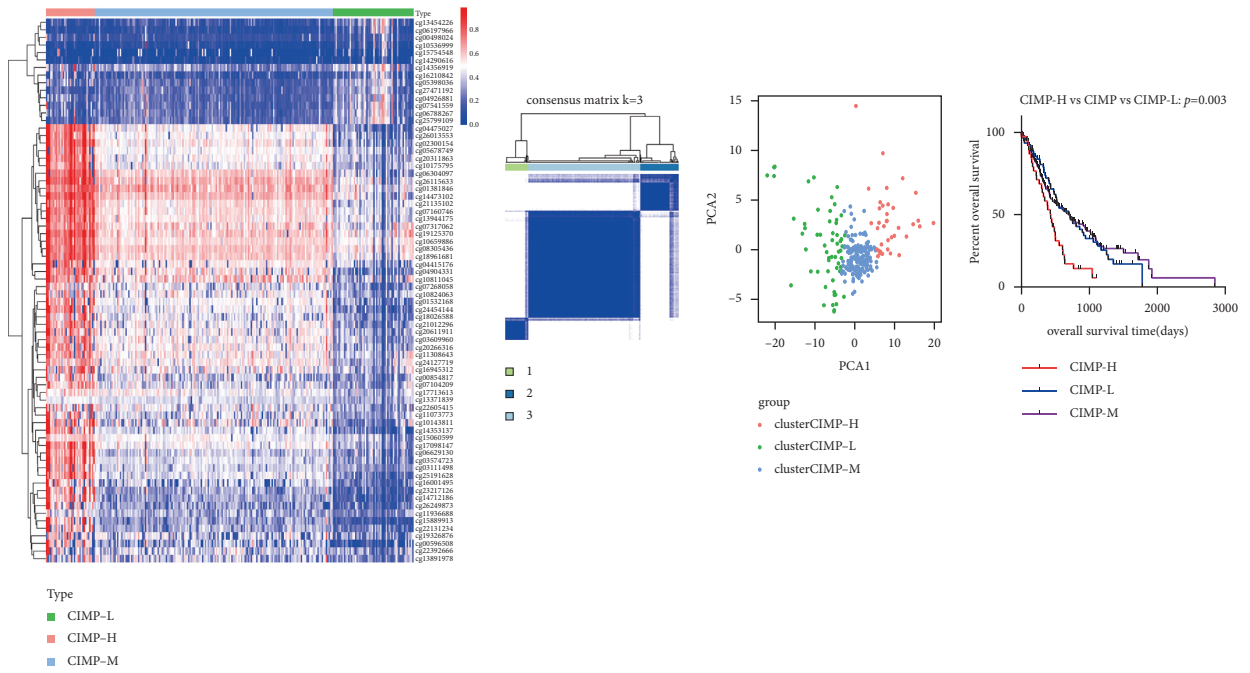 Type
cg13454226
cg06197966
cg00498024
cg10536999
cg15754548
cg14290616
cg14356919
cg16210842
cg05398036
cg27471192
cg04926881
cg07541559
cg06788267
cg25799109
cg04475027
cg26013553
cg02300154
cg05678749
cg20311863
cg10175795
cg06304097
cg26115633
cg01381846
cg14473102
cg21135102
cg07160746
cg13944175
cg07317062
cg19125370
cg10659886
cg08305436
cg18961681
cg04415176
cg04904331
cg10811045
cg07268058
cg10824063
cg01532168
cg24454144
cg18026588
cg21012296
cg20611911
cg03609960
cg20266316
cg11308643
cg24127719
cg16945312
cg00854817
cg07104209
cg17713613
cg13371839
cg22605415
cg11073773
cg10143811
cg14353137
cg15060599
cg17098147
cg06629130
cg03574723
cg03111498
cg25191628
cg16001495
cg23217126
cg14712186
cg26249873
cg11936688
cg15889913
cg22131234
cg19326876
cg00596508
cg22392666
cg13891978
0.8
0.6
0.4
0.2
0.0
Type
CIMP–L
CIMP–H
CIMP–M
consensus matrix k=3
1
2
3
PCA2
15
10
5
0
−5
−20
−10
0
10
20
PCA1
group
clusterCIMP–H
clusterCIMP–L
clusterCIMP–M
CIMP-H vs CIMP vs CIMP-L: p=0.003
Percent overall survival
100
50
0
0
1000
2000
3000
overall survival time(days)
CIMP-H
CIMP-L
CIMP-M